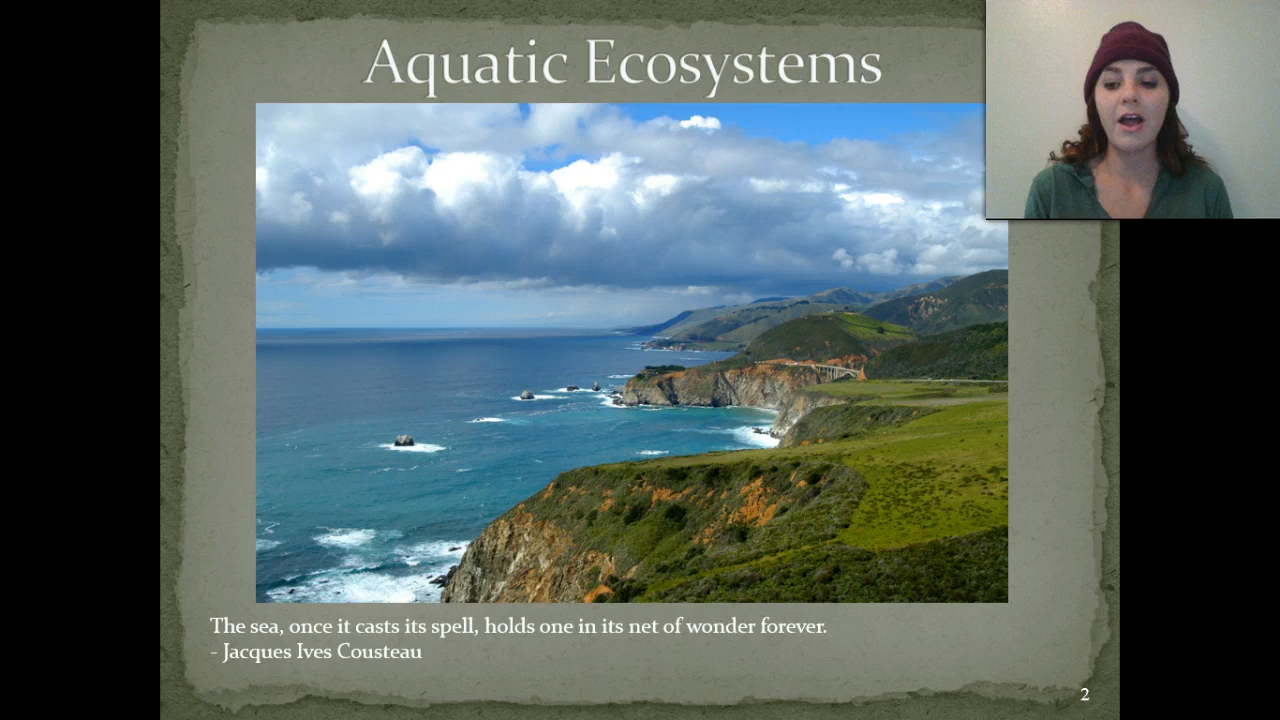 Aquatic Ecosystems
The sea, once it casts its spell, holds one in its net of wonder forever.
- Jacques Ives Cousteau
2